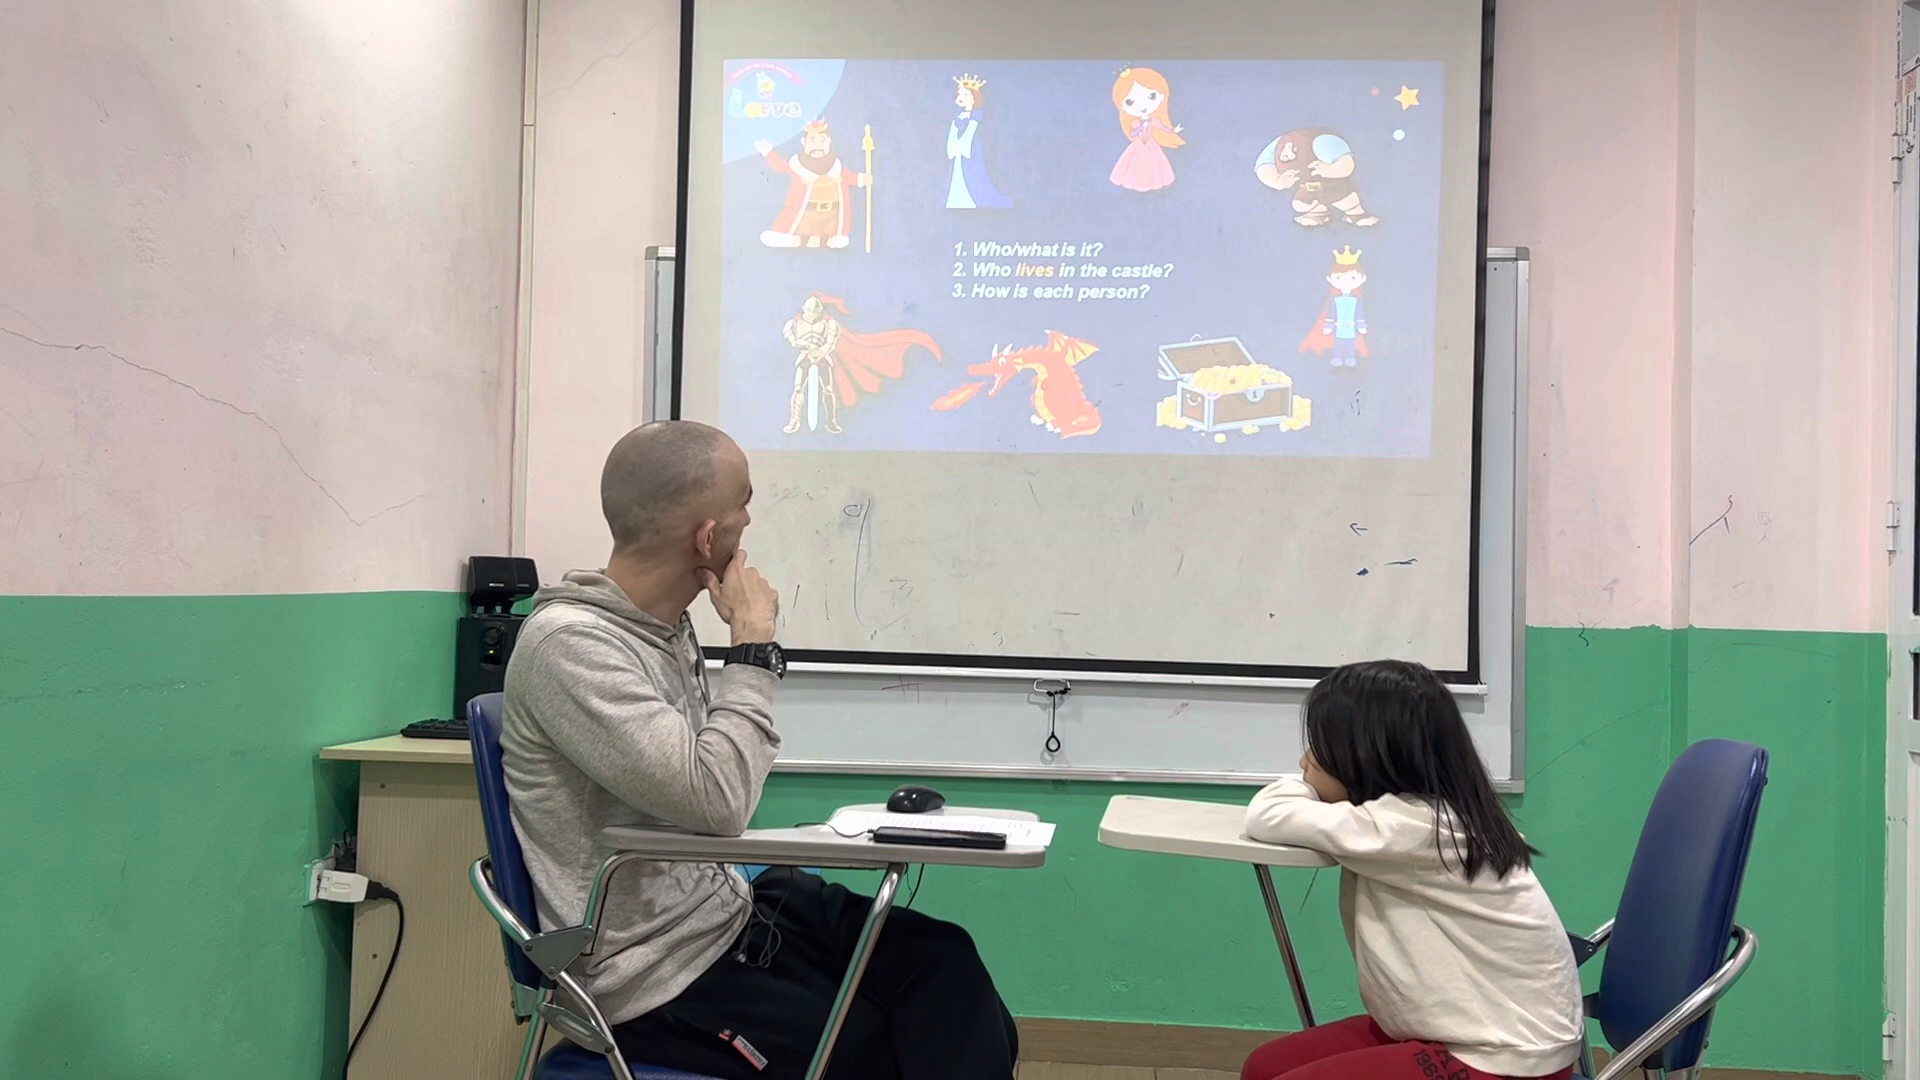 1. Who/what is it?
2. Who lives in the castle?
3. How is each person?